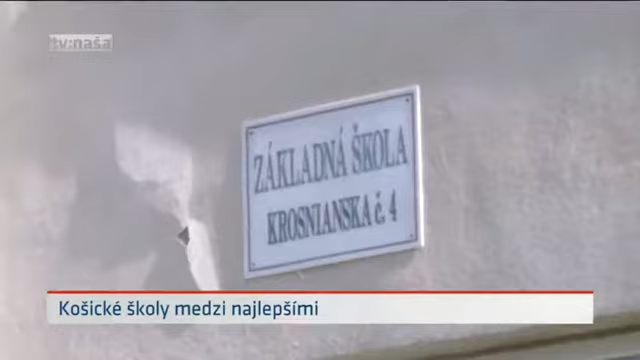 tv:naša
ZÁKLADNÁ ŠKOLA
KROSNIANSKA č. 4
Košické školy medzi najlepšími